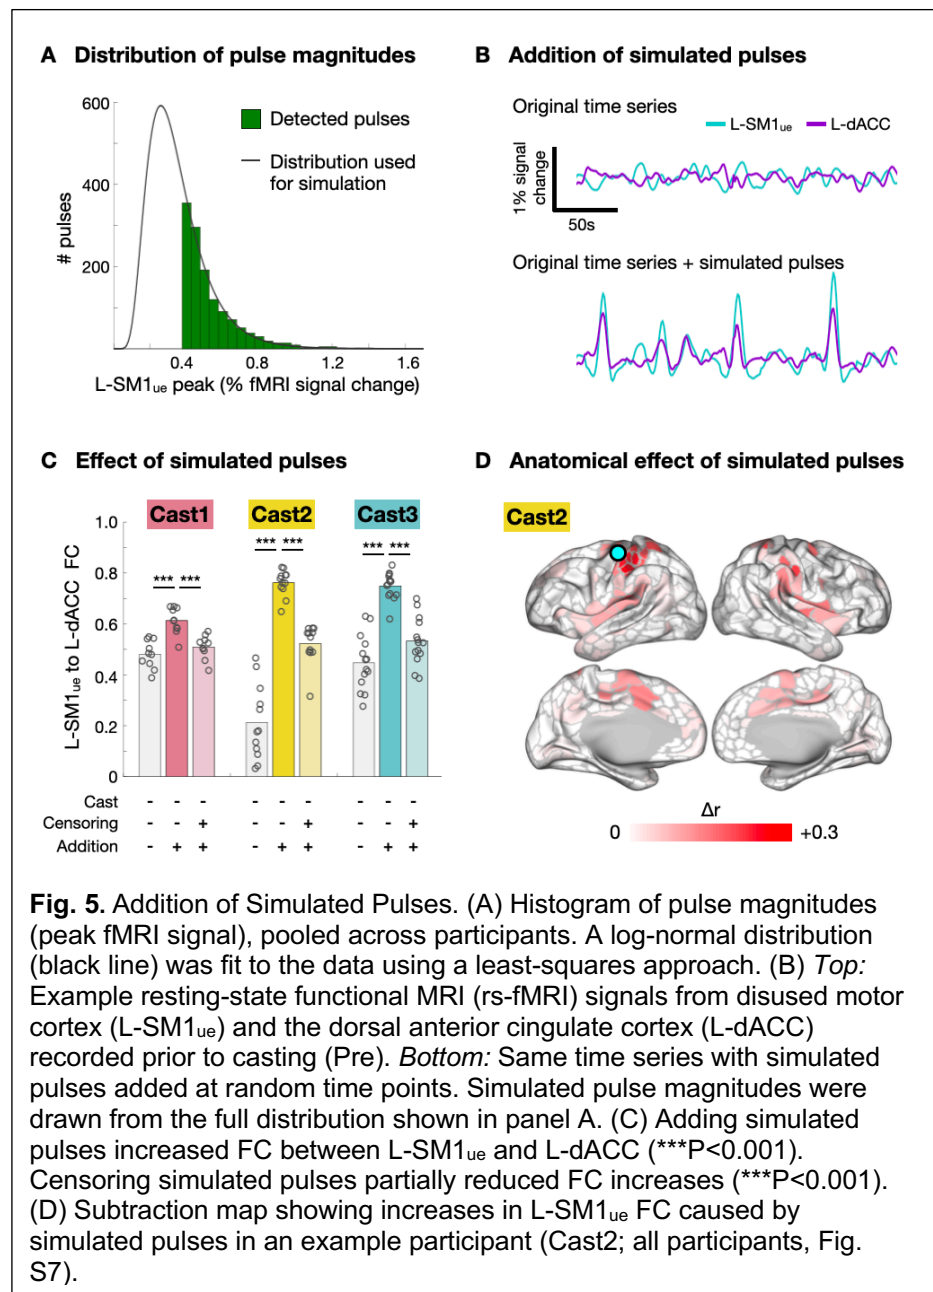 A Distribution of pulse magnitudes
600
400
200
# pulses
Detected pulses
Distribution used
for simulation
0.4 0.8 1.2 1.6
L-SM1ue peak (% fMRI signal change)
B Addition of simulated pulses
Original time series
L-SM1ue L-dACC
1% signal
change
50s
Original time series + simulated pulses
C Effect of simulated pulses
Cast1 Cast2 Cast3
*** *** *** *** *** ***
1.0
0.8
0.6
0.4
0.2
0
L-SM1ue to L-dACC FC
Cast - - - - - - - - -
Censoring - - + - - + - - +
Addition - + + - + + - + +
D Anatomical effect of simulated pulses
Cast2
Δr
0 +0.3
Fig. 5. Addition of Simulated Pulses. (A) Histogram of pulse magnitudes
(peak fMRI signal), pooled across participants. A log-normal distribution
(black line) was fit to the data using a least-squares approach. (B) Top:
Example resting-state functional MRI (rs-fMRI) signals from disused motor
cortex (L-SM1ue) and the dorsal anterior cingulate cortex (L-dACC)
recorded prior to casting (Pre). Bottom: Same time series with simulated
pulses added at random time points. Simulated pulse magnitudes were
drawn from the full distribution shown in panel A. (C) Adding simulated
pulses increased FC between L-SM1ue and L-dACC (***P<0.001).
Censoring simulated pulses partially reduced FC increases (***P<0.001).
(D) Subtraction map showing increases in L-SM1ue FC caused by
simulated pulses in an example participant (Cast2; all participants, Fig.
S7).